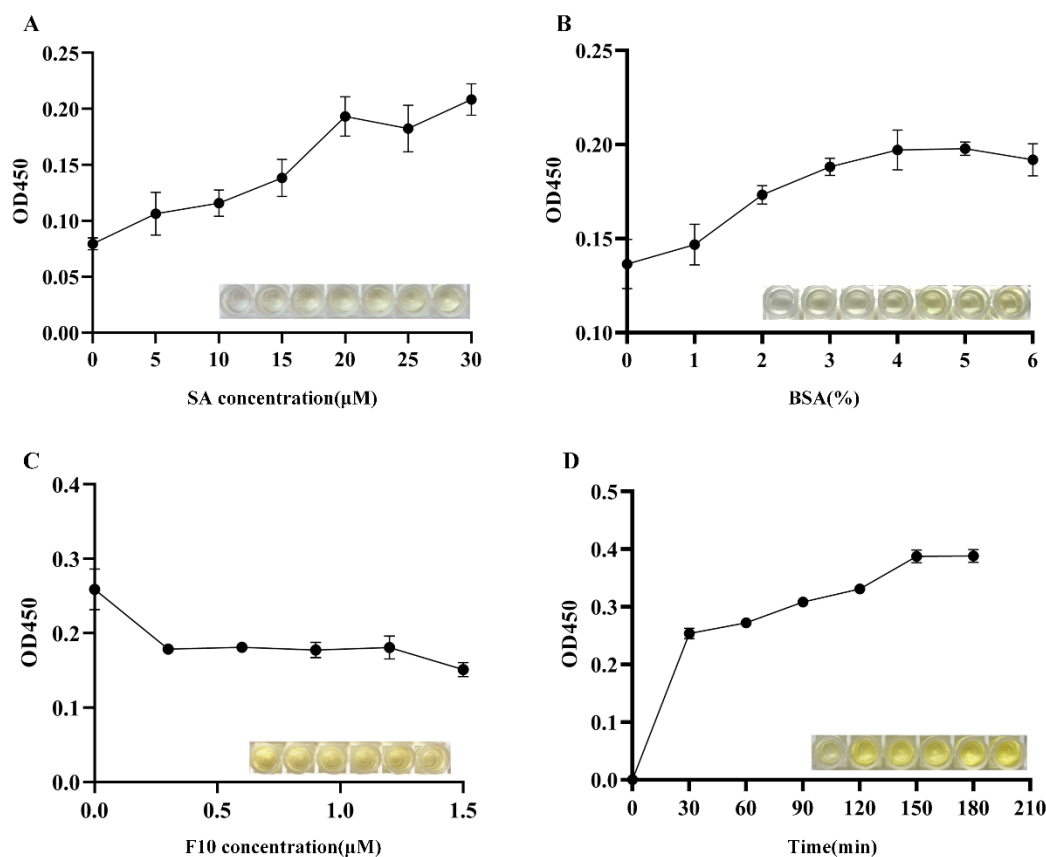 A
0.25
0.20
0.15
0.10
0.05
0.00
OD450
0 5 10 15 20 25 30
SA concentration(μM)
B
0.25
0.20
0.15
0.10
OD450
0 1 2 3 4 5 6
BSA(%)
C
0.4
0.3
0.2
0.1
0.0
OD450
0.0 0.5 1.0 1.5
F10 concentration(μM)
D
0.5
0.4
0.3
0.2
0.1
0.0
OD450
0 30 60 90 120 150 180 210
Time(min)